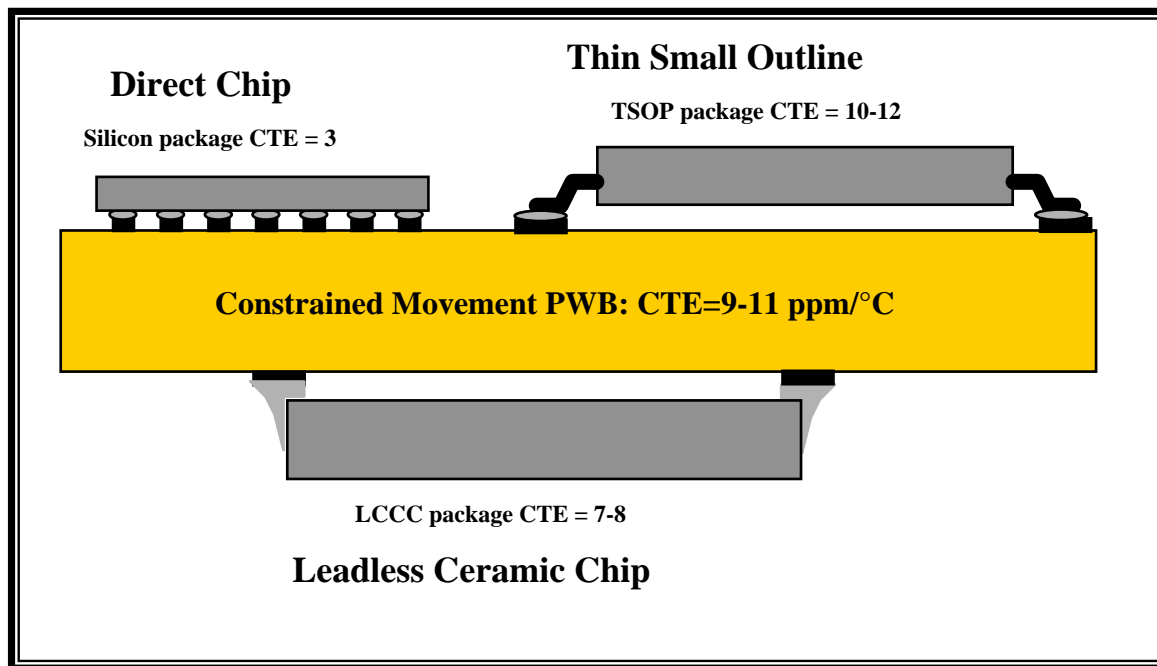 Direct Chip
Silicon package CTE = 3
Thin Small Outline
TSOP package CTE = 10-12
Constrained Movement PWB: CTE=9-11 ppm/°C
LCCC package CTE = 7-8
Leadless Ceramic Chip